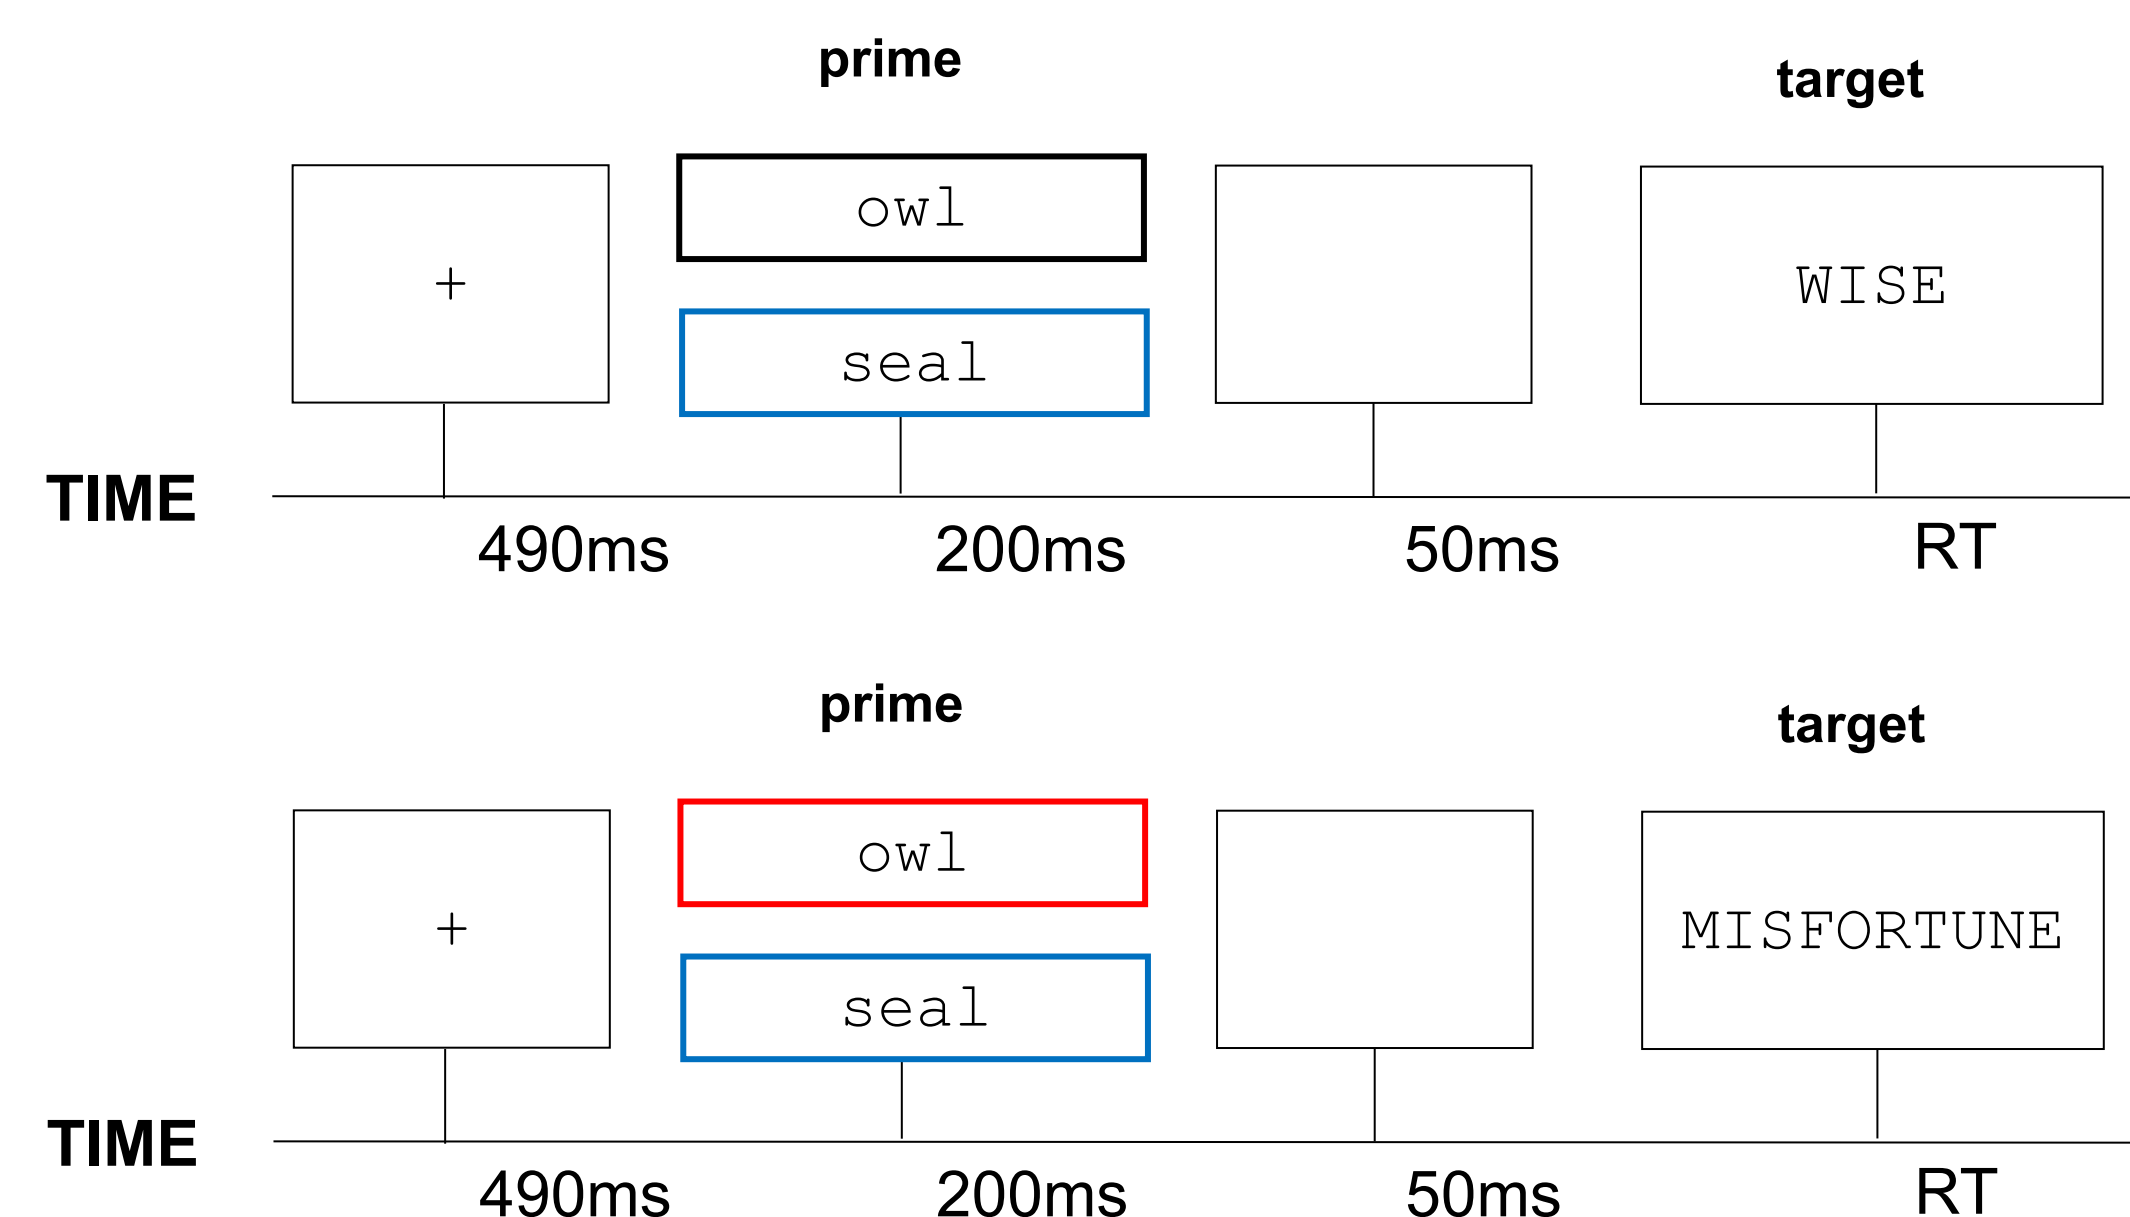 prime
target
owl
+
WISE
seal
TIME
490ms 200ms 50ms RT
prime
target
owl
+
MISFORTUNE
seal
TIME
490ms 200ms 50ms RT